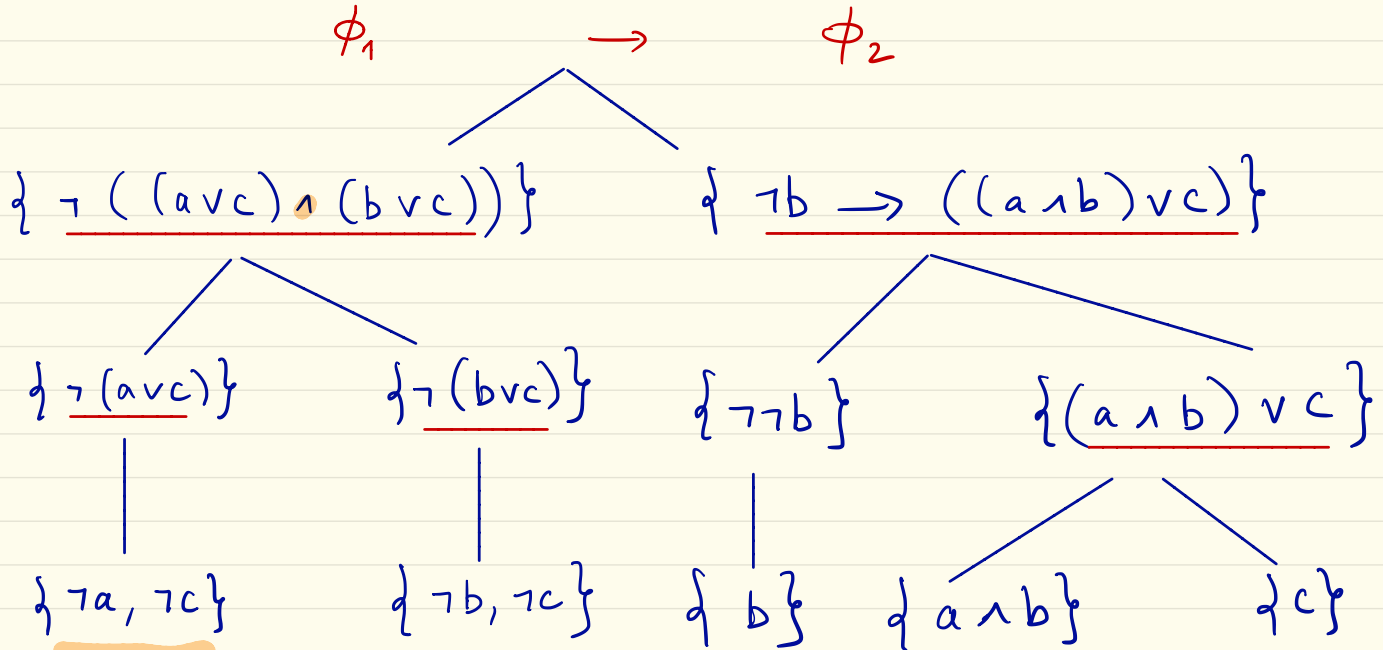 ϕ₁ → ϕ₂
{ ¬ ( (a ∨ c) ∧ (b ∨ c)) } { ¬b → ((a ∧ b) ∨ c) }
{ ¬(a ∨ c) } { ¬(b ∨ c) } { ¬¬b } { (a ∧ b) ∨ c }
{ ¬a, ¬c } { ¬b, ¬c } { b } { a ∧ b } { c }